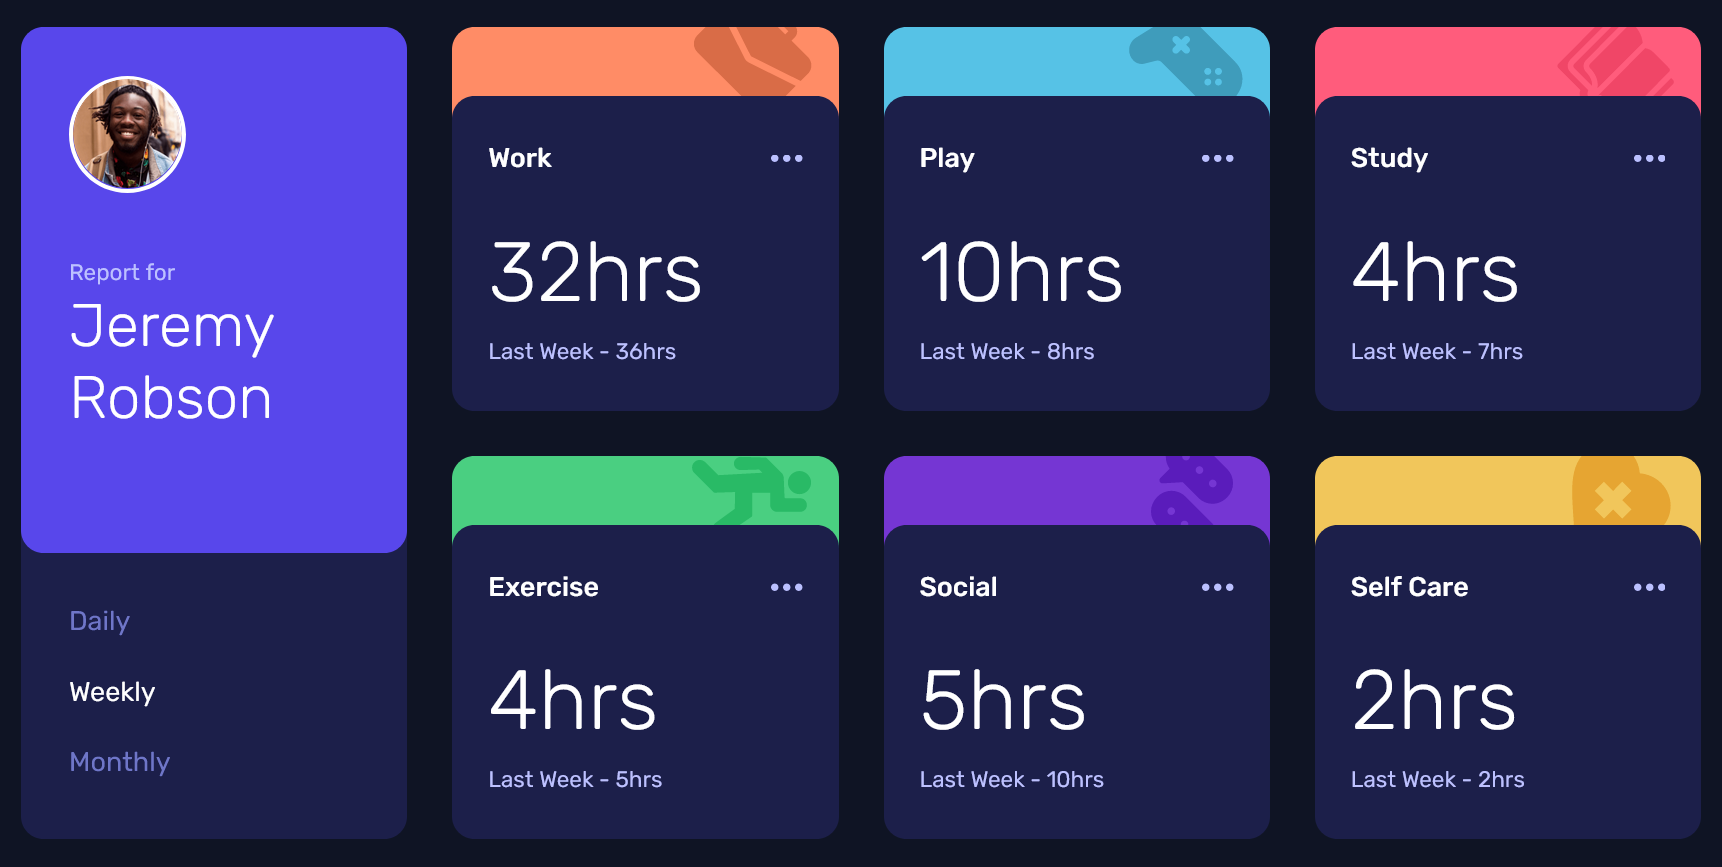 Report for
Jeremy
Robson
Daily
Weekly
Monthly
Work
32hrs
Last Week - 36hrs
Play
10hrs
Last Week - 8hrs
Study
4hrs
Last Week - 7hrs
Exercise
4hrs
Last Week - 5hrs
Social
5hrs
Last Week - 10hrs
Self Care
2hrs
Last Week - 2hrs